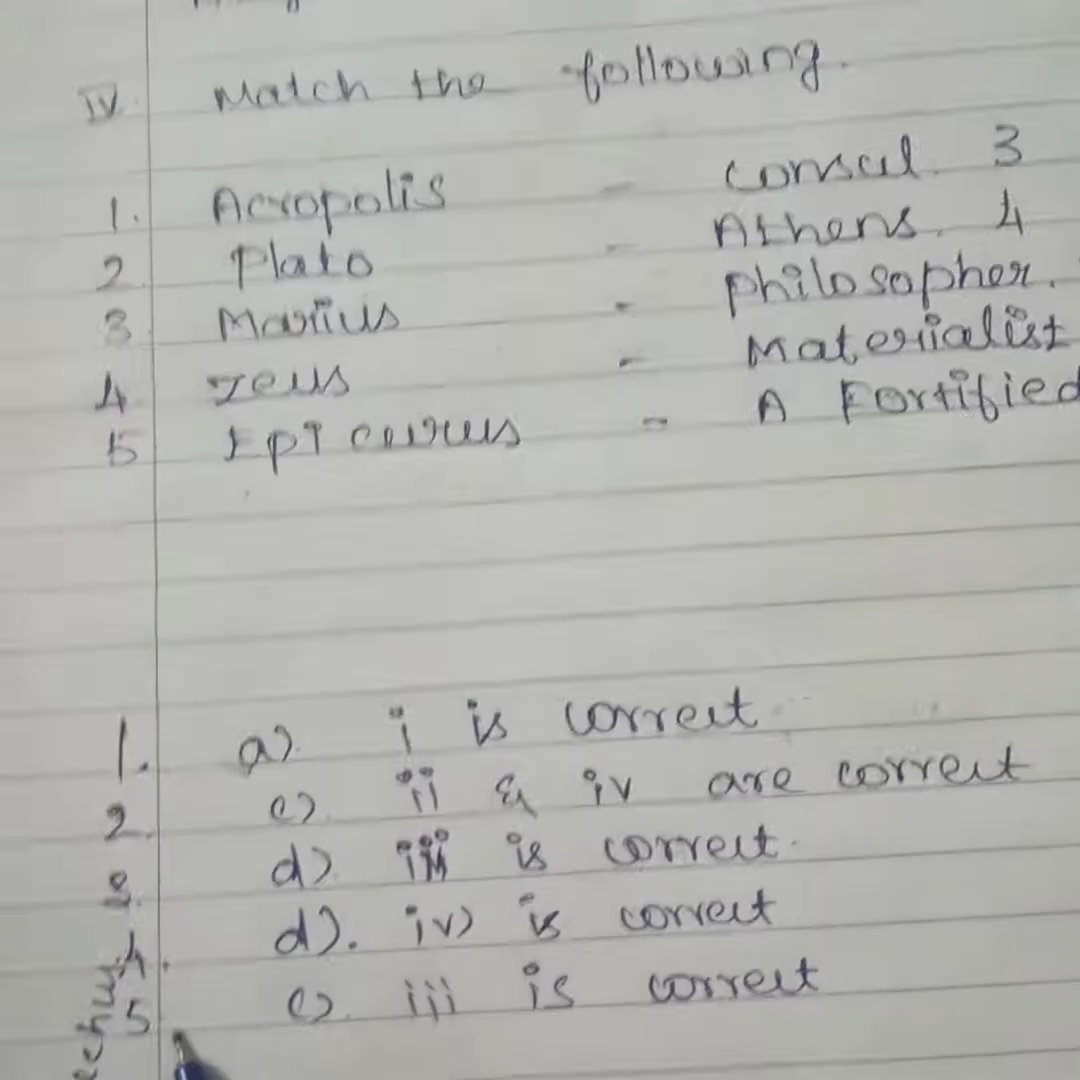 IV. Match the following.
1. Acropolis - Consul. 3
2 Plato - Athens. 4
3 Marius - Philosopher.
4 Zeus - Materialist
5 Epicurus - A Fortified
1. a). i is correct
2. c). ii & iv are correct
3. d). iii is correct.
4. d). iv) is correct
5 c). iii is correct